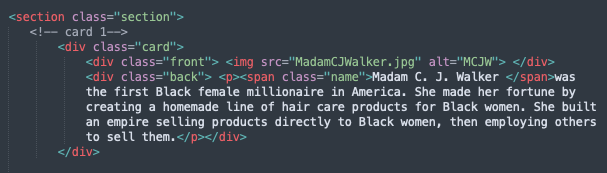 <section class="section">
<!-- card 1-->
<div class="card">
<div class="front"> <img src="MadamCJWalker.jpg" alt="MCJW"> </div>
<div class="back"> <p><span class="name">Madam C. J. Walker </span>was
the first Black female millionaire in America. She made her fortune by
creating a homemade line of hair care products for Black women. She built
an empire selling products directly to Black women, then employing others
to sell them.</p></div>
</div>